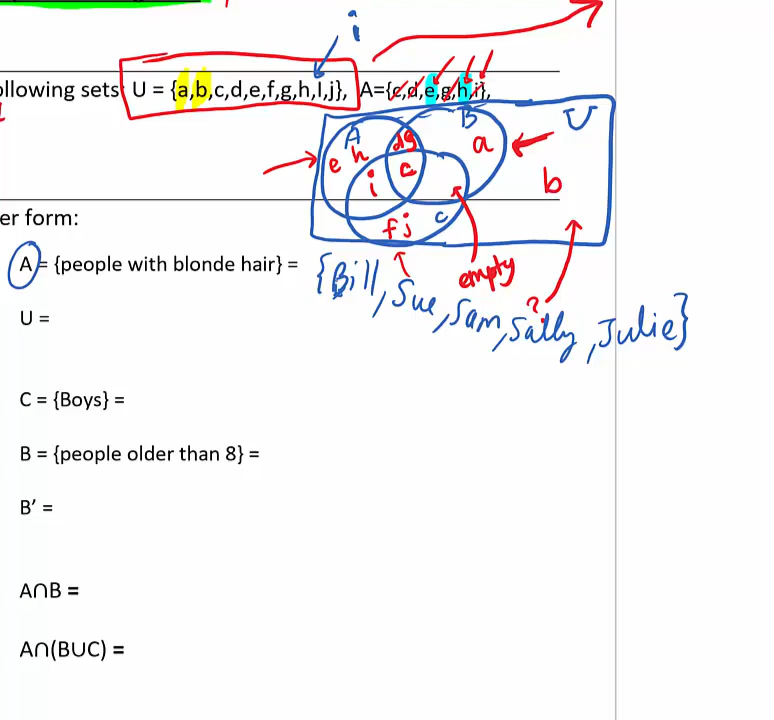 i
ollowing sets: U = {a,b,c,d,e,f,g,h,I,j}, A={c,d,e,g,h,i},
A B U
e h dg a
i c b
f j c
er form:
A = {people with blonde hair} = {Bill, Sue, Sam, Sally, Julie}
empty
?
U =
C = {Boys} =
B = {people older than 8} =
B’ =
A∩B =
A∩(B∪C) =